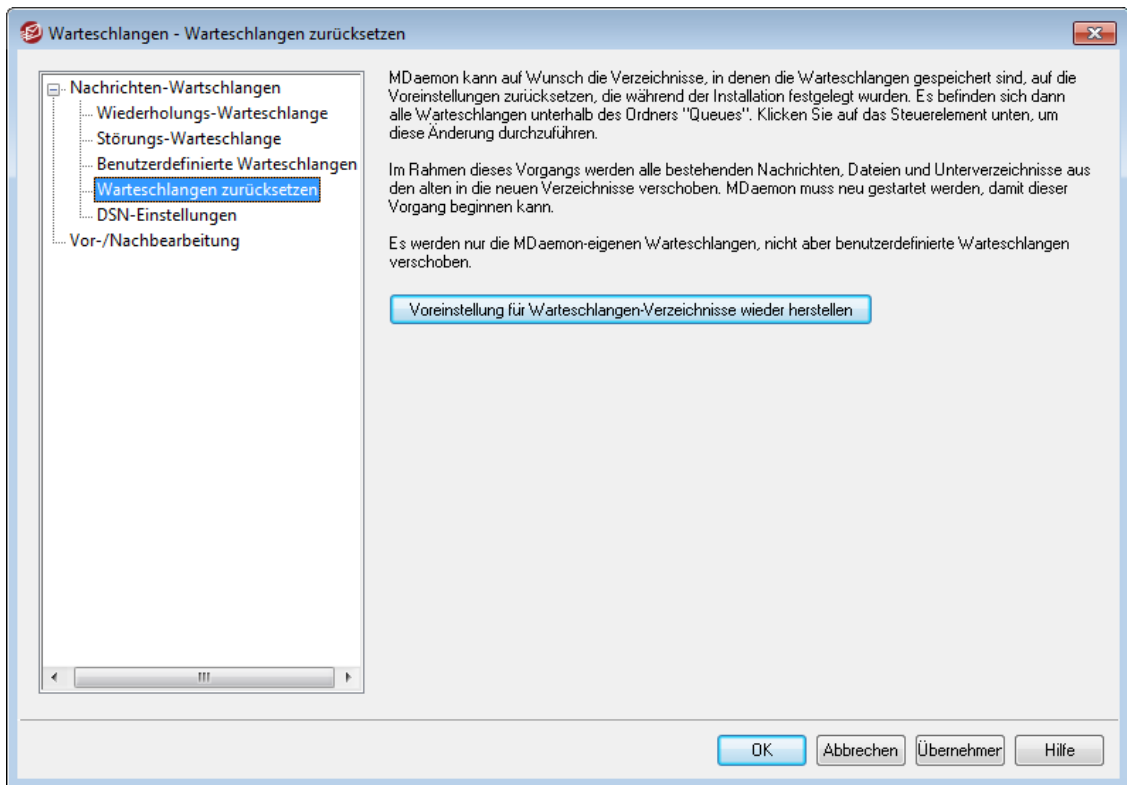 Warteschlangen - Warteschlangen zurücksetzen
Nachrichten-Wartschlangen
Wiederholungs-Warteschlange
Störungs-Warteschlange
Benutzerdefinierte Warteschlangen
Warteschlangen zurücksetzen
DSN-Einstellungen
Vor-/Nachbearbeitung
MDaemon kann auf Wunsch die Verzeichnisse, in denen die Warteschlangen gespeichert sind, auf die
Voreinstellungen zurücksetzen, die während der Installation festgelegt wurden. Es befinden sich dann
alle Warteschlangen unterhalb des Ordners "Queues". Klicken Sie auf das Steuerelement unten, um
diese Änderung durchzuführen.
Im Rahmen dieses Vorgangs werden alle bestehenden Nachrichten, Dateien und Unterverzeichnisse aus
den alten in die neuen Verzeichnisse verschoben. MDaemon muss neu gestartet werden, damit dieser
Vorgang beginnen kann.
Es werden nur die MDaemon-eigenen Warteschlangen, nicht aber benutzerdefinierte Warteschlangen
verschoben.
Voreinstellung für Warteschlangen-Verzeichnisse wieder herstellen
OK
Abbrechen
Übernehmer
Hilfe